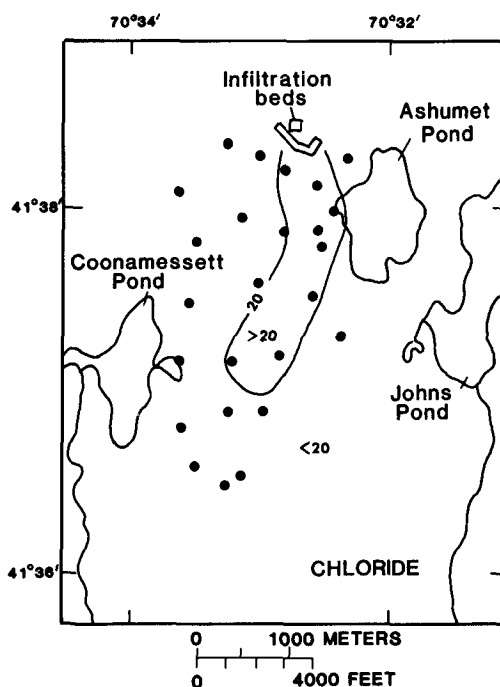 70°34' 70°32'
Infiltration
beds
Ashumet
Pond
41°38'
Coonamessett
Pond
20
>20
Johns
Pond
<20
41°36'
CHLORIDE
0 1000 METERS
0 4000 FEET